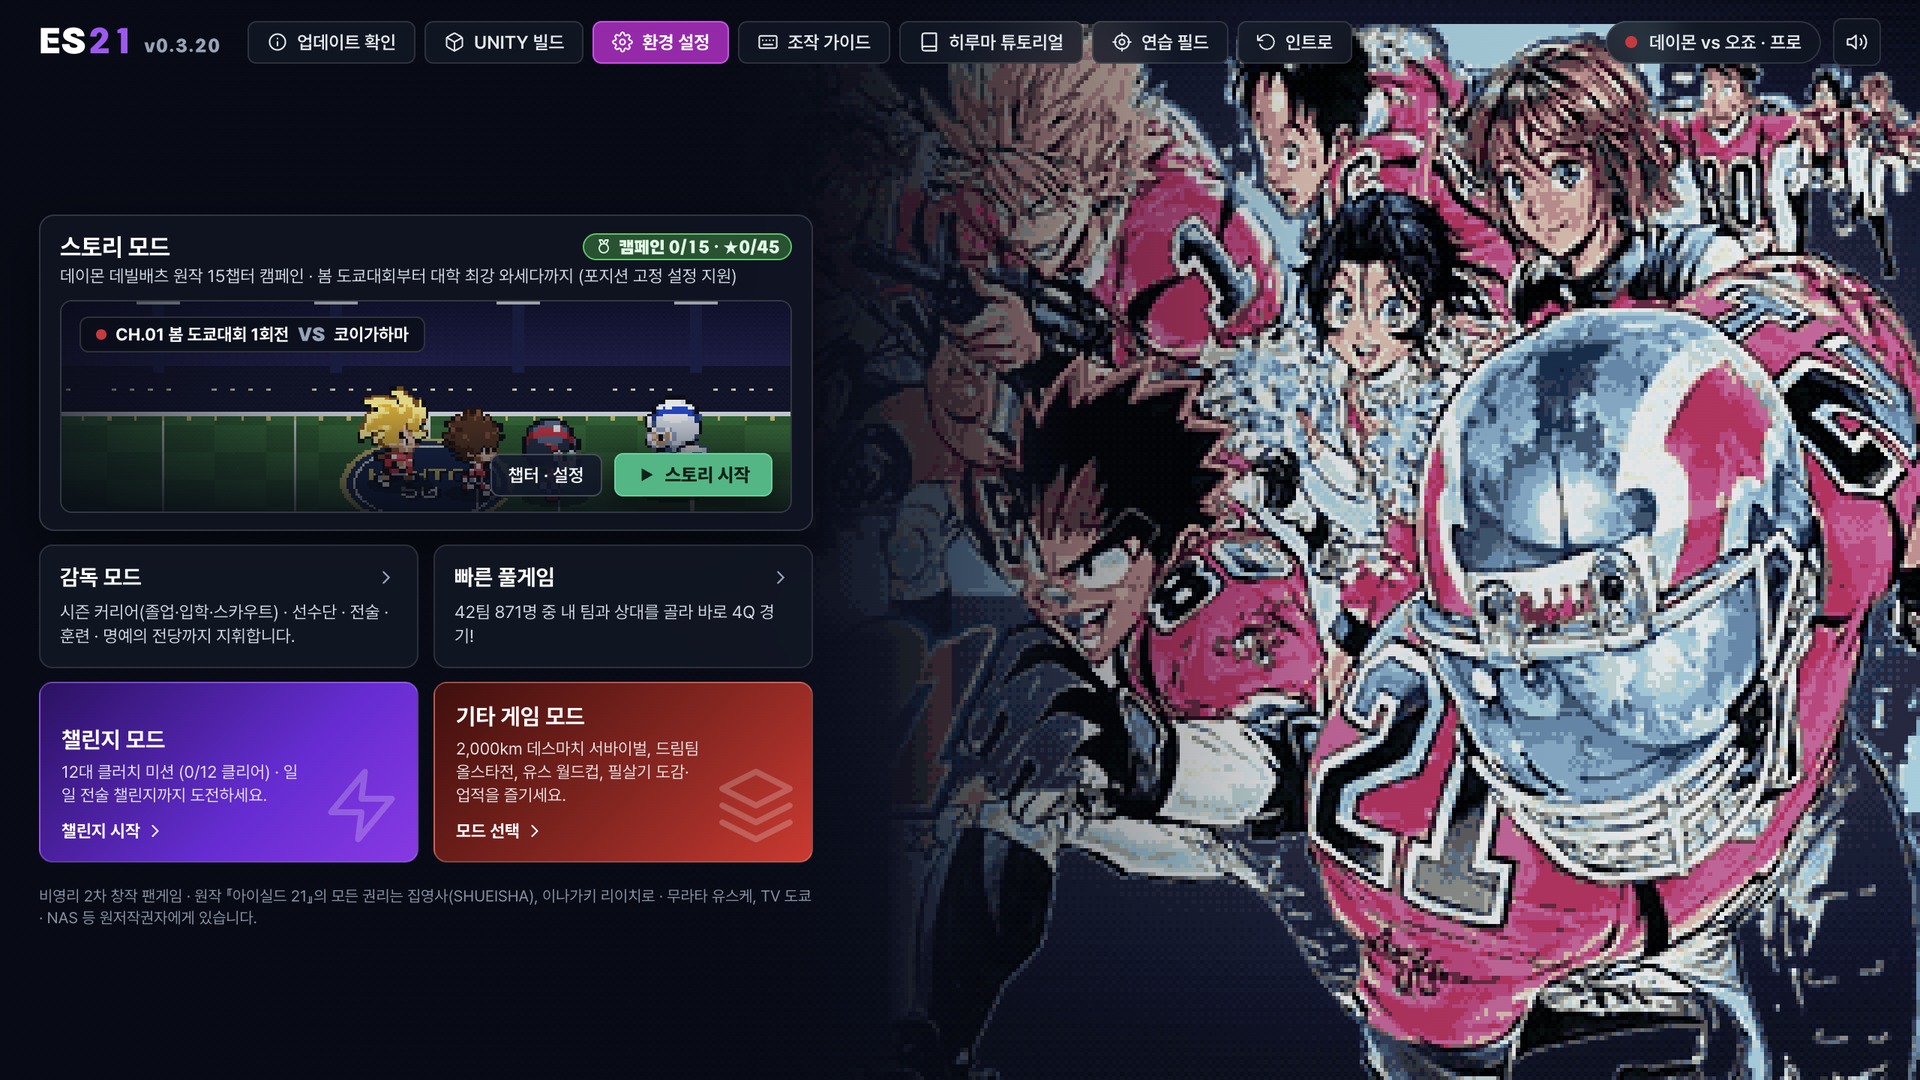 ES21 v0.3.20
업데이트 확인
UNITY 빌드
환경 설정
조작 가이드
히루마 튜토리얼
연습 필드
인트로
데이몬 vs 오죠 · 프로
스토리 모드
캠페인 0/15 · ★0/45
데이몬 데빌배츠 원작 15챕터 캠페인 · 봄 도쿄대회부터 대학 최강 와세다까지 (포지션 고정 설정 지원)
CH.01 봄 도쿄대회 1회전 VS 코이가하마
챕터 · 설정
스토리 시작
감독 모드
시즌 커리어(졸업·입학·스카우트) · 선수단 · 전술 ·
훈련 · 명예의 전당까지 지휘합니다.
빠른 풀게임
42팀 871명 중 내 팀과 상대를 골라 바로 4Q 경
기!
챌린지 모드
12대 클러치 미션 (0/12 클리어) · 일
일 전술 챌린지까지 도전하세요.
챌린지 시작
기타 게임 모드
2,000km 데스마치 서바이벌, 드림팀
올스타전, 유스 월드컵, 필살기 도감·
업적을 즐기세요.
모드 선택
비영리 2차 창작 팬게임 · 원작 『아이실드 21』의 모든 권리는 집영사(SHUEISHA), 이나가키 리이치로 · 무라타 유스케, TV 도쿄
· NAS 등 원저작권자에게 있습니다.
21